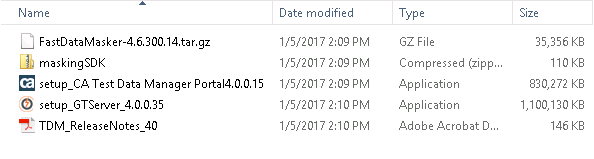 Name Date modified Type Size
FastDataMasker-4.6.300.14.tar.gz 1/5/2017 2:09 PM GZ File 35,356 KB
maskingSDK 1/5/2017 2:09 PM Compressed (zipp... 110 KB
ca setup_CA Test Data Manager Portal4.0.0.15 1/5/2017 2:09 PM Application 830,272 KB
setup_GTServer_4.0.0.35 1/5/2017 2:10 PM Application 1,100,130 KB
TDM_ReleaseNotes_40 1/5/2017 2:10 PM Adobe Acrobat D... 146 KB